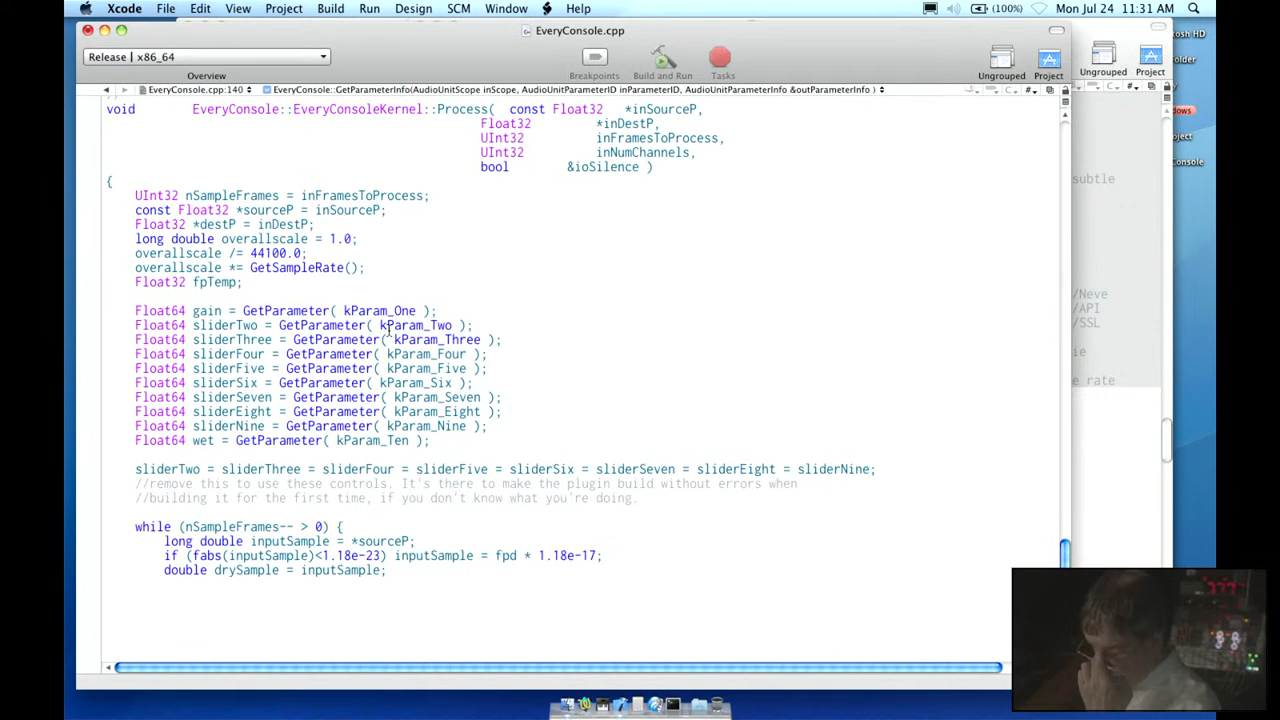 Xcode File Edit View Project Build Run Design SCM Window Help (100%) Mon Jul 24 11:31 AM
EveryConsole.cpp
Release | x86_64
Overview
Breakpoints
Build and Run
Tasks
Ungrouped
Project
Ungrouped
Project
EveryConsole.cpp:140
EveryConsole::GetParameterInfo(AudioUnitScope inScope, AudioUnitParameterID inParameterID, AudioUnitParameterInfo &outParameterInfo )
void EveryConsole::EveryConsoleKernel::Process( const Float32 *inSourceP,
Float32 *inDestP,
UInt32 inFramesToProcess,
UInt32 inNumChannels,
bool &ioSilence )
{
UInt32 nSampleFrames = inFramesToProcess;
const Float32 *sourceP = inSourceP;
Float32 *destP = inDestP;
long double overallscale = 1.0;
overallscale /= 44100.0;
overallscale *= GetSampleRate();
Float32 fpTemp;
Float64 gain = GetParameter( kParam_One );
Float64 sliderTwo = GetParameter( kParam_Two );
Float64 sliderThree = GetParameter( kParam_Three );
Float64 sliderFour = GetParameter( kParam_Four );
Float64 sliderFive = GetParameter( kParam_Five );
Float64 sliderSix = GetParameter( kParam_Six );
Float64 sliderSeven = GetParameter( kParam_Seven );
Float64 sliderEight = GetParameter( kParam_Eight );
Float64 sliderNine = GetParameter( kParam_Nine );
Float64 wet = GetParameter( kParam_Ten );
sliderTwo = sliderThree = sliderFour = sliderFive = sliderSix = sliderSeven = sliderEight = sliderNine;
//remove this to use these controls. It's there to make the plugin build without errors when
//building it for the first time, if you don't know what you're doing.
while (nSampleFrames-- > 0) {
long double inputSample = *sourceP;
if (fabs(inputSample)<1.18e-23) inputSample = fpd * 1.18e-17;
double drySample = inputSample;
subtle
/Neve
/API
/SSL
rate